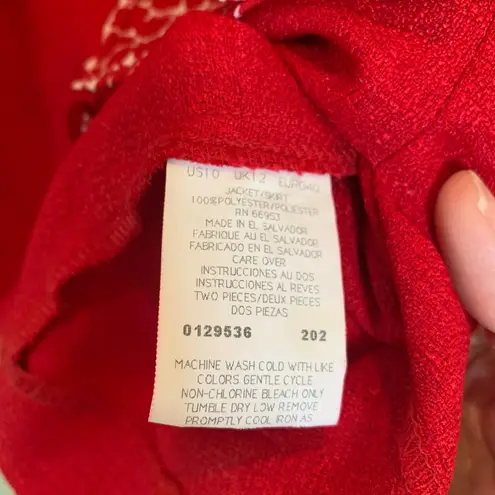 US10 UK12 EURO40
JACKET/SKIRT
100%POLYESTER/POLIESTER
RN 66953
MADE IN EL SALVADOR
FABRIQUE AU EL SALVADOR
FABRICADO EN EL SALVADOR
CARE OVER
INSTRUCCIONES AU DOS
INSTRUCCIONES AL REVES
TWO PIECES/DEUX PIECES
DOS PIEZAS
0129536 202
MACHINE WASH COLD WITH LIKE
COLORS GENTLE CYCLE
NON-CHLORINE BLEACH ONLY
TUMBLE DRY LOW REMOVE
PROMPTLY COOL IRON AS